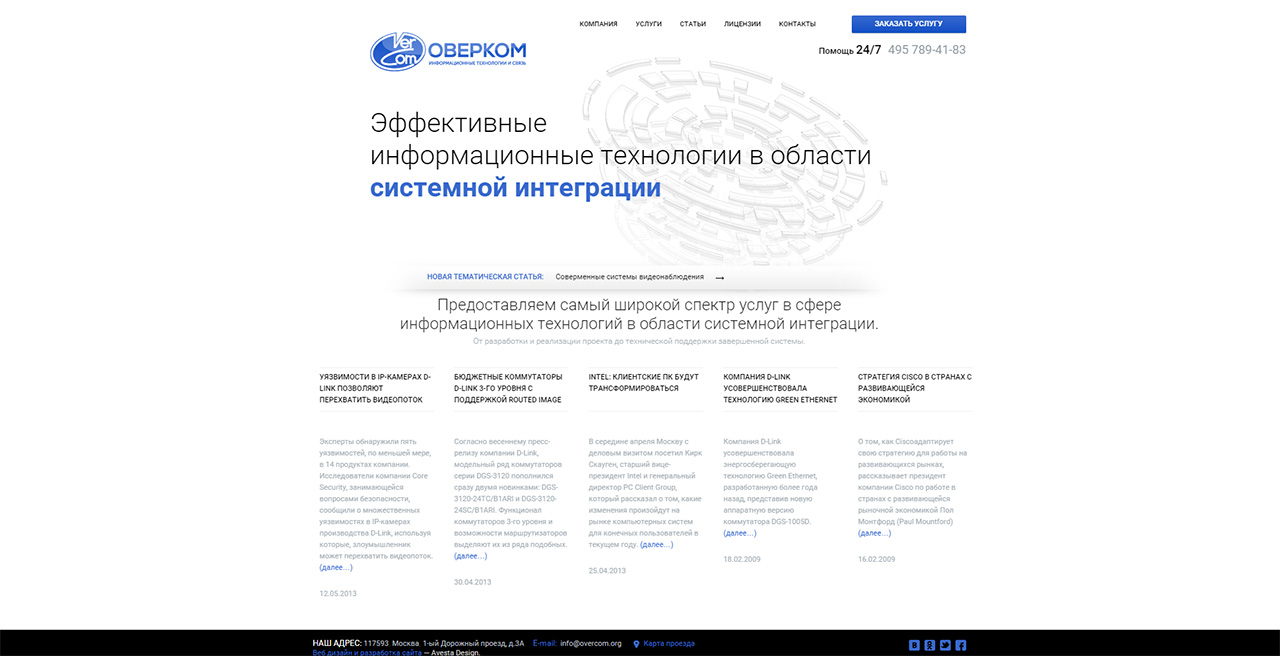 КОМПАНИЯ УСЛУГИ СТАТЬИ ЛИЦЕНЗИИ КОНТАКТЫ ЗАКАЗАТЬ УСЛУГУ
Ver Com ОВЕРКОМ
ИНФОРМАЦИОННЫЕ ТЕХНОЛОГИИ И СВЯЗЬ
Помощь 24/7 495 789-41-83
Эффективные
информационные технологии в области
системной интеграции
НОВАЯ ТЕМАТИЧЕСКАЯ СТАТЬЯ: Соверменные системы видеонаблюдения →
Предоставляем самый широкой спектр услуг в сфере
информационных технологий в области системной интеграции.
От разработки и реализации проекта до технической поддержки завершенной системы.
УЯЗВИМОСТИ В IP-КАМЕРАХ D-
LINK ПОЗВОЛЯЮТ
ПЕРЕХВАТИТЬ ВИДЕОПОТОК
Эксперты обнаружили пять
уязвимостей, по меньшей мере,
в 14 продуктах компании.
Исследователи компании Core
Security, занимающейся
вопросами безопасности,
сообщили о множественных
уязвимостях в IP-камерах
производства D-Link, используя
которые, злоумышленник
может перехватить видеопоток.
(далее...)
12.05.2013
БЮДЖЕТНЫЕ КОММУТАТОРЫ
D-LINK 3-ГО УРОВНЯ С
ПОДДЕРЖКОЙ ROUTED IMAGE
Согласно весеннему пресс-
релизу компании D-Link,
модельный ряд коммутаторов
серии DGS-3120 пополнился
сразу двумя новинками: DGS-
3120-24TC/B1ARI и DGS-3120-
24SC/B1ARI. Функционал
коммутаторов 3-го уровня и
возможности маршрутизаторов
выделяют их из ряда подобных.
(далее...)
30.04.2013
INTEL: КЛИЕНТСКИЕ ПК БУДУТ
ТРАНСФОРМИРОВАТЬСЯ
В середине апреля Москву с
деловым визитом посетил Кирк
Скауген, старший вице-
президент Intel и генеральный
директор PC Client Group,
который рассказал о том, какие
изменения произойдут на
рынке компьютерных систем
для конечных пользователей в
текущем году. (далее...)
25.04.2013
КОМПАНИЯ D-LINK
УСОВЕРШЕНСТВОВАЛА
ТЕХНОЛОГИЮ GREEN ETHERNET
Компания D-Link
усовершенствовала
энергосберегающую
технологию Green Ethernet,
разработанную более года
назад, представив новую
аппаратную версию
коммутатора DGS-1005D.
(далее...)
18.02.2009
СТРАТЕГИЯ CISCO В СТРАНАХ С
РАЗВИВАЮЩЕЙСЯ
ЭКОНОМИКОЙ
О том, как Ciscoадаптирует
свою стратегию для работы на
развивающихся рынках,
рассказывает президент
компании Cisco по работе в
странах с развивающейся
рыночной экономикой Пол
Монтфорд (Paul Mountford)
(далее...)
16.02.2009
НАШ АДРЕС: 117593 Москва 1-ый Дорожный проезд, д.3А E-mail: info@overcom.org Карта проезда
Веб дизайн и разработка сайта — Avesta Design.